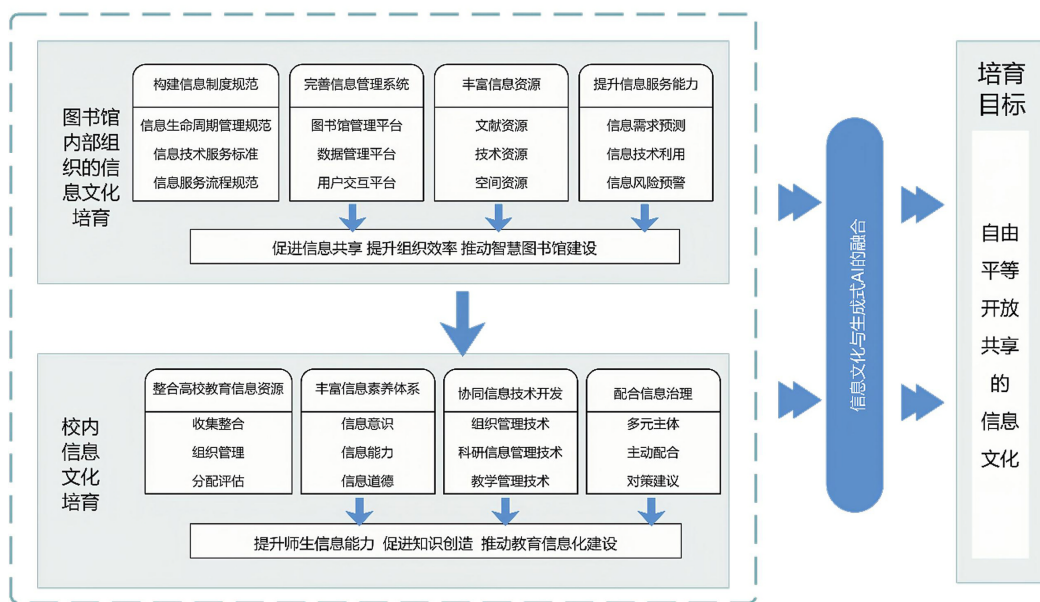 图书馆
内部组
织的信
息文化
培育
构建信息制度规范
信息生命周期管理规范
信息技术服务标准
信息服务流程规范
完善信息管理系统
图书馆管理平台
数据管理平台
用户交互平台
丰富信息资源
文献资源
技术资源
空间资源
提升信息服务能力
信息需求预测
信息技术利用
信息风险预警
促进信息共享 提升组织效率 推动智慧图书馆建设
校内
信息
文化
培育
整合高校教育信息资源
收集整合
组织管理
分配评估
丰富信息素养体系
信息意识
信息能力
信息道德
协同信息技术开发
组织管理技术
科研信息管理技术
教学管理技术
配合信息治理
多元主体
主动配合
对策建议
提升师生信息能力 促进知识创造 推动教育信息化建设
信息文化与生成式AI的融合
培育
目标
自由
平等
开放
共享
的
信息
文化